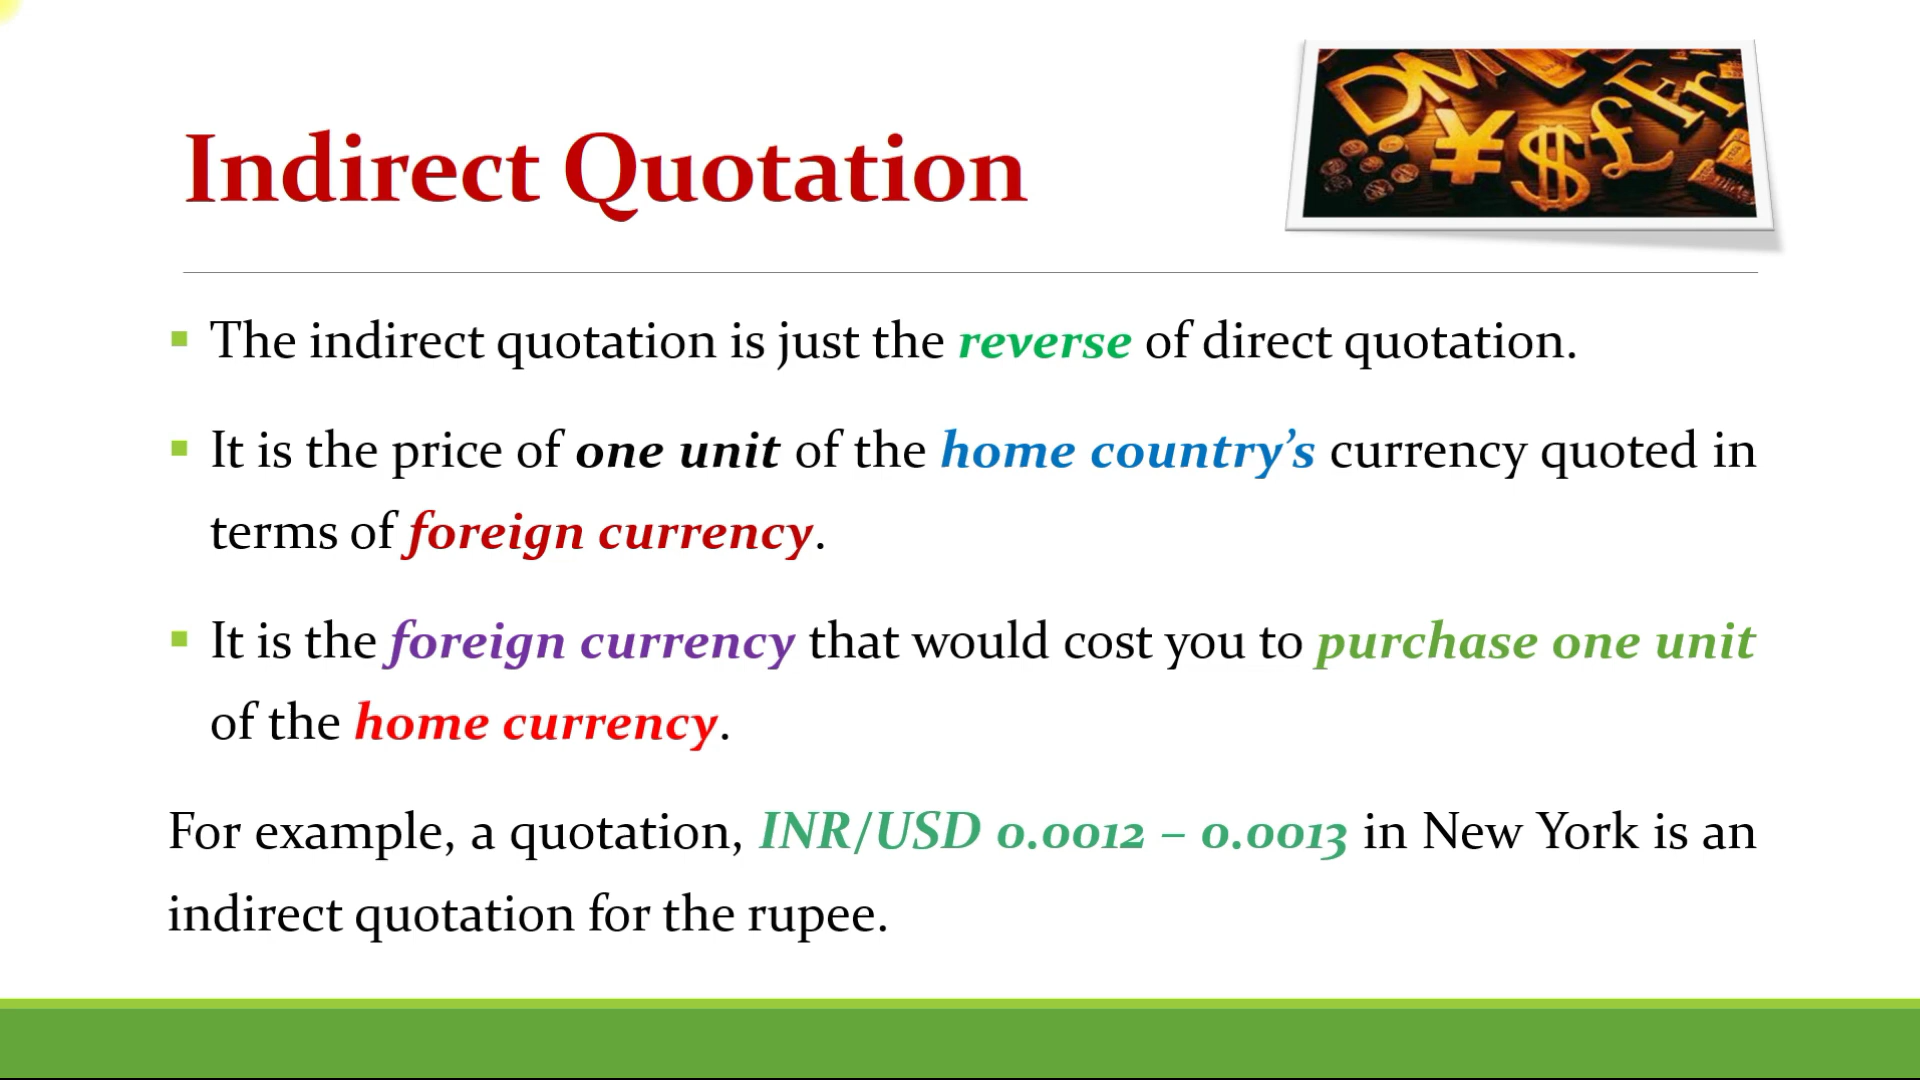 Indirect Quotation
DM
¥ $ £ Fr
The indirect quotation is just the reverse of direct quotation.
It is the price of one unit of the home country’s currency quoted in
terms of foreign currency.
It is the foreign currency that would cost you to purchase one unit
of the home currency.
For example, a quotation, INR/USD 0.0012 – 0.0013 in New York is an
indirect quotation for the rupee.